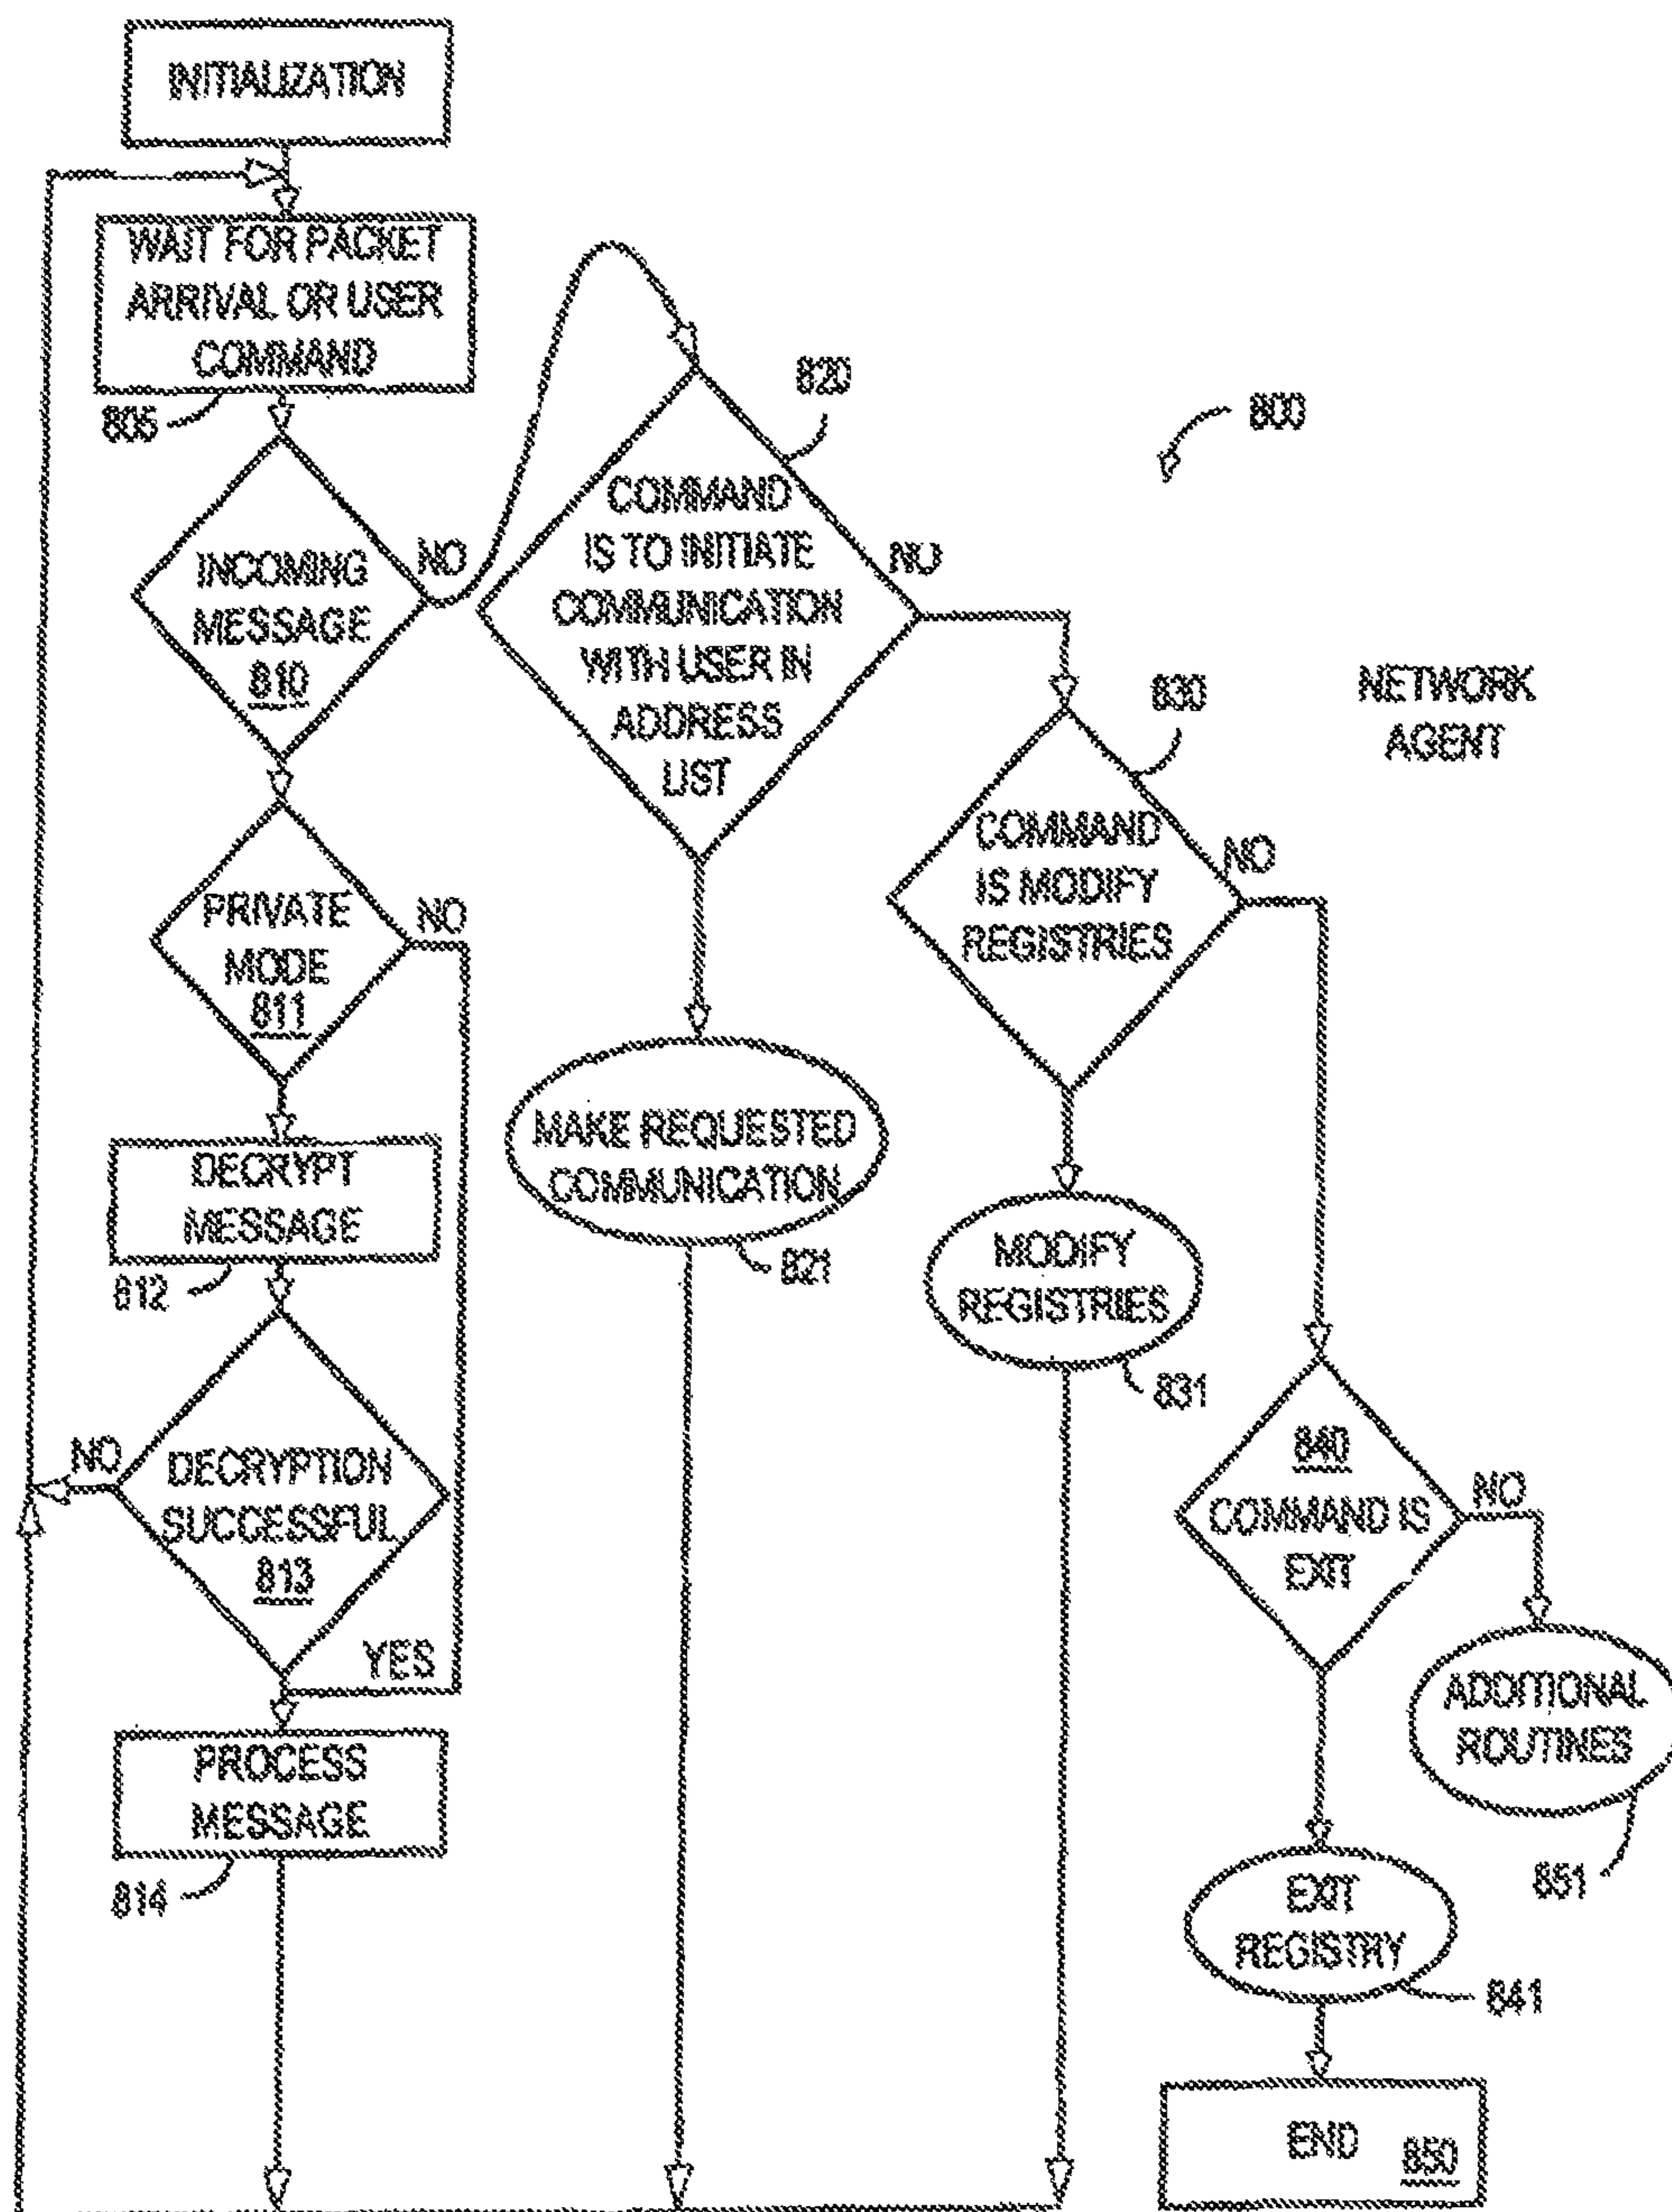 INITIALIZATION
WAIT FOR PACKET
ARRIVAL OR USER
COMMAND
805
INCOMING
MESSAGE
810
NO
PRIVATE
MODE
811
NO
DECRYPT
MESSAGE
812
DECRYPTION
SUCCESSFUL
813
NO
YES
PROCESS
MESSAGE
814
820
COMMAND
IS TO INITIATE
COMMUNICATION
WITH USER IN
ADDRESS
LIST
NO
MAKE REQUESTED
COMMUNICATION
821
800
NETWORK
AGENT
830
COMMAND
IS MODIFY
REGISTRIES
NO
MODIFY
REGISTRIES
831
840
COMMAND IS
EXIT
NO
ADDITIONAL
ROUTINES
851
EXIT
REGISTRY
841
END
850